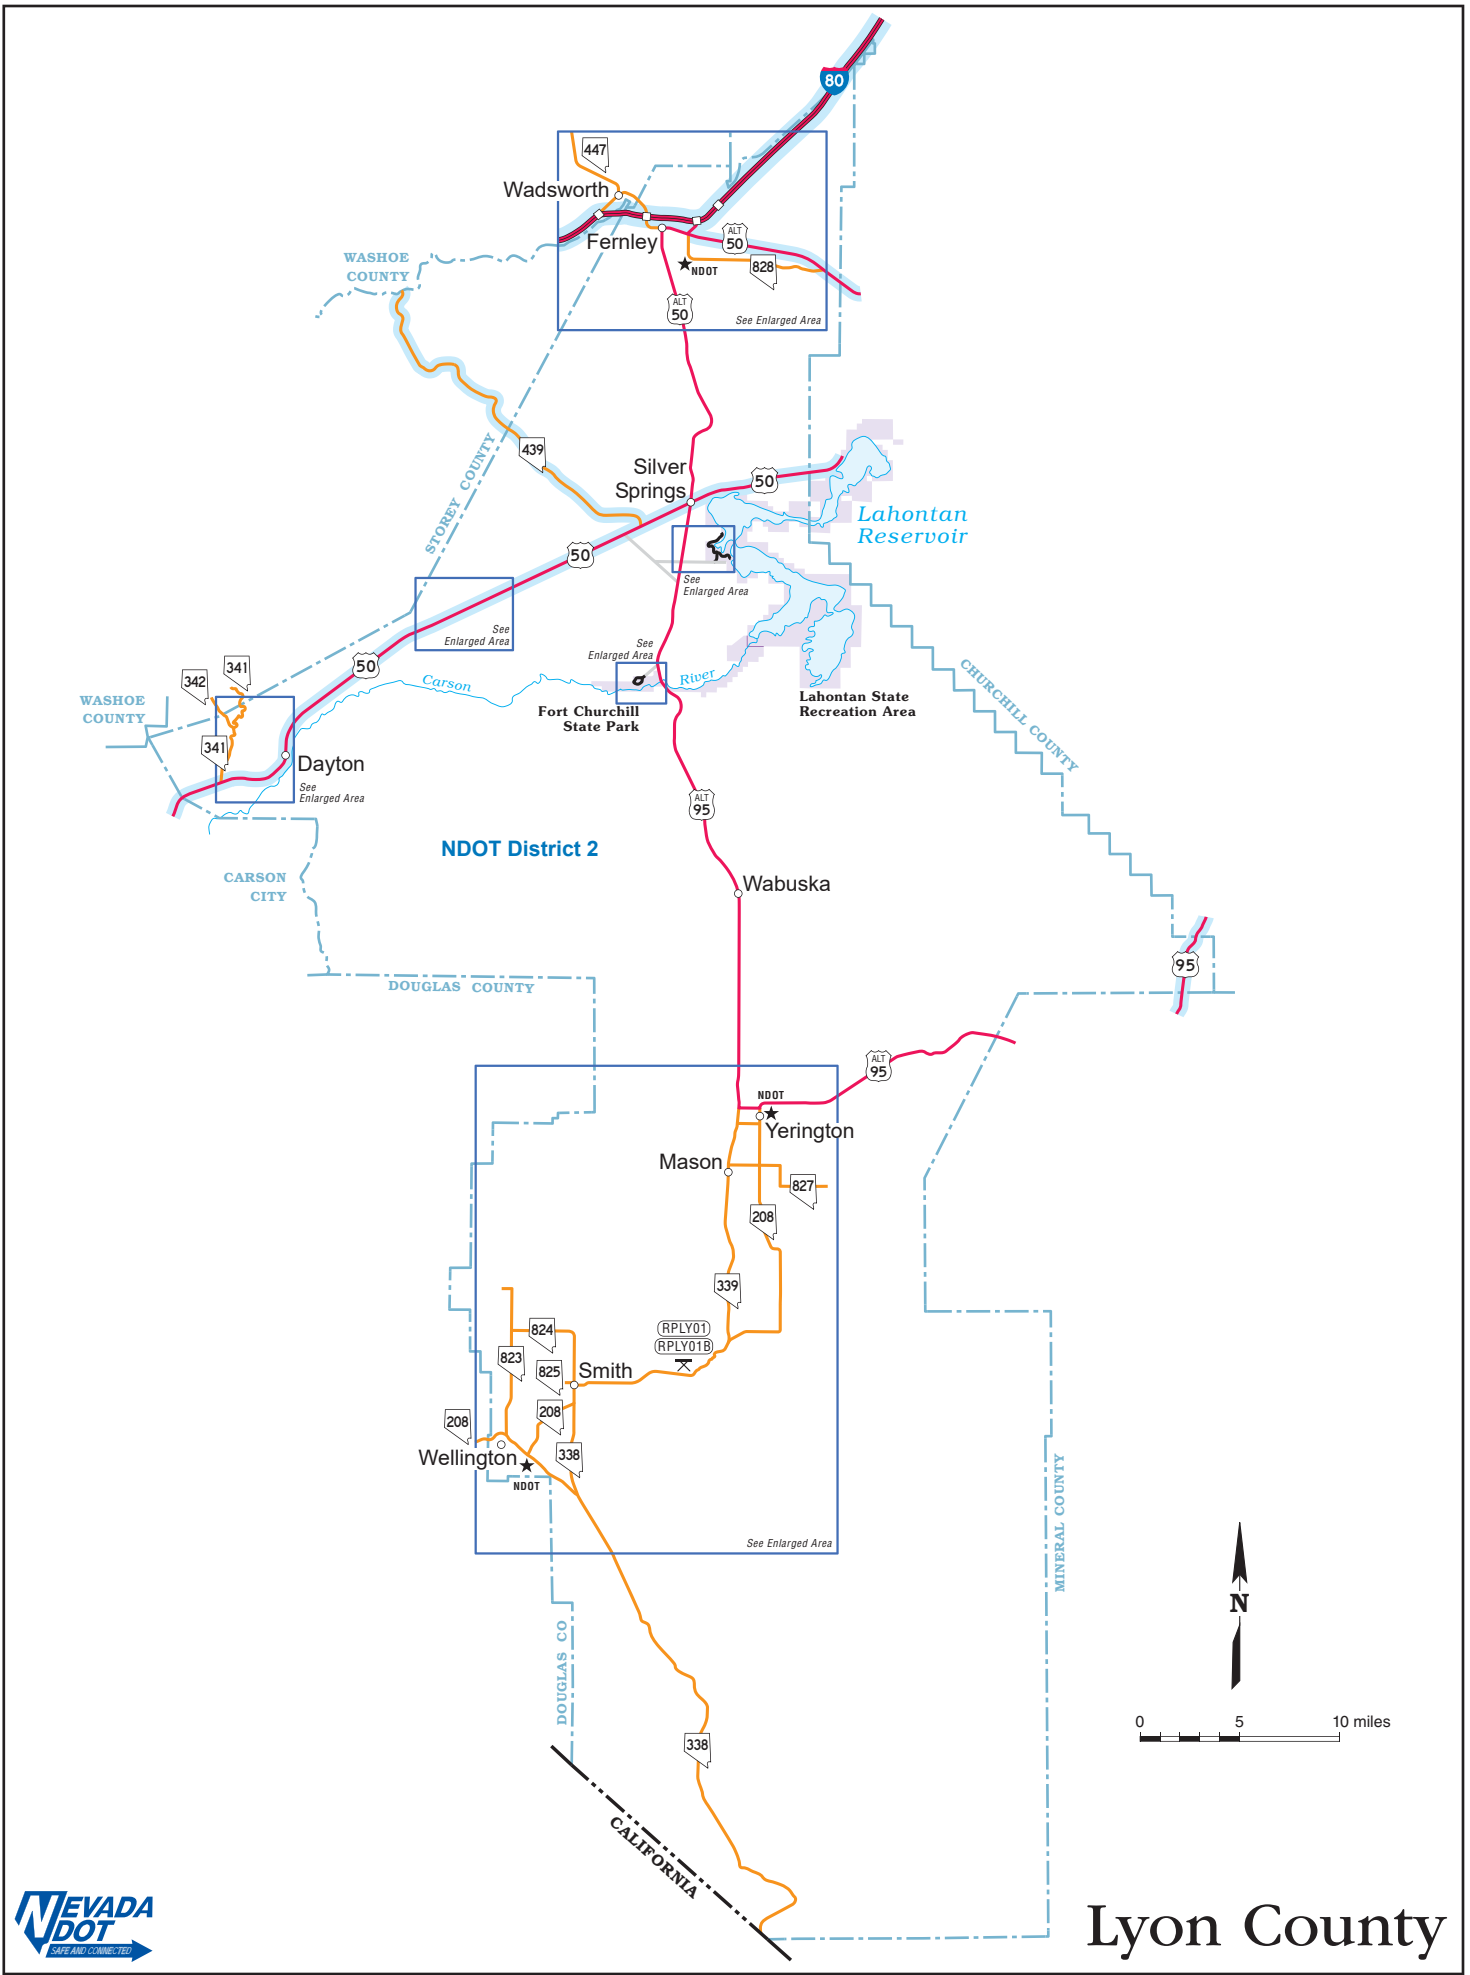 80
447
Wadsworth
Fernley
ALT
50
WASHOE
COUNTY
NDOT
828
ALT
50
See Enlarged Area
439
STOREY COUNTY
Silver
Springs
50
Lahontan
Reservoir
50
See
Enlarged Area
See
Enlarged Area
See
Enlarged Area
341
342
50
Carson
River
CHURCHILL COUNTY
WASHOE
COUNTY
Fort Churchill
State Park
Lahontan State
Recreation Area
341
Dayton
See
Enlarged Area
ALT
95
NDOT District 2
CARSON
CITY
Wabuska
95
DOUGLAS COUNTY
ALT
95
NDOT
Yerington
Mason
827
208
339
RPLY01
RPLY01B
824
823
825
Smith
208
208
Wellington
338
NDOT
See Enlarged Area
MINERAL COUNTY
N
DOUGLAS CO
0 5 10 miles
338
CALIFORNIA
NEVADA
DOT
SAFE AND CONNECTED
Lyon County